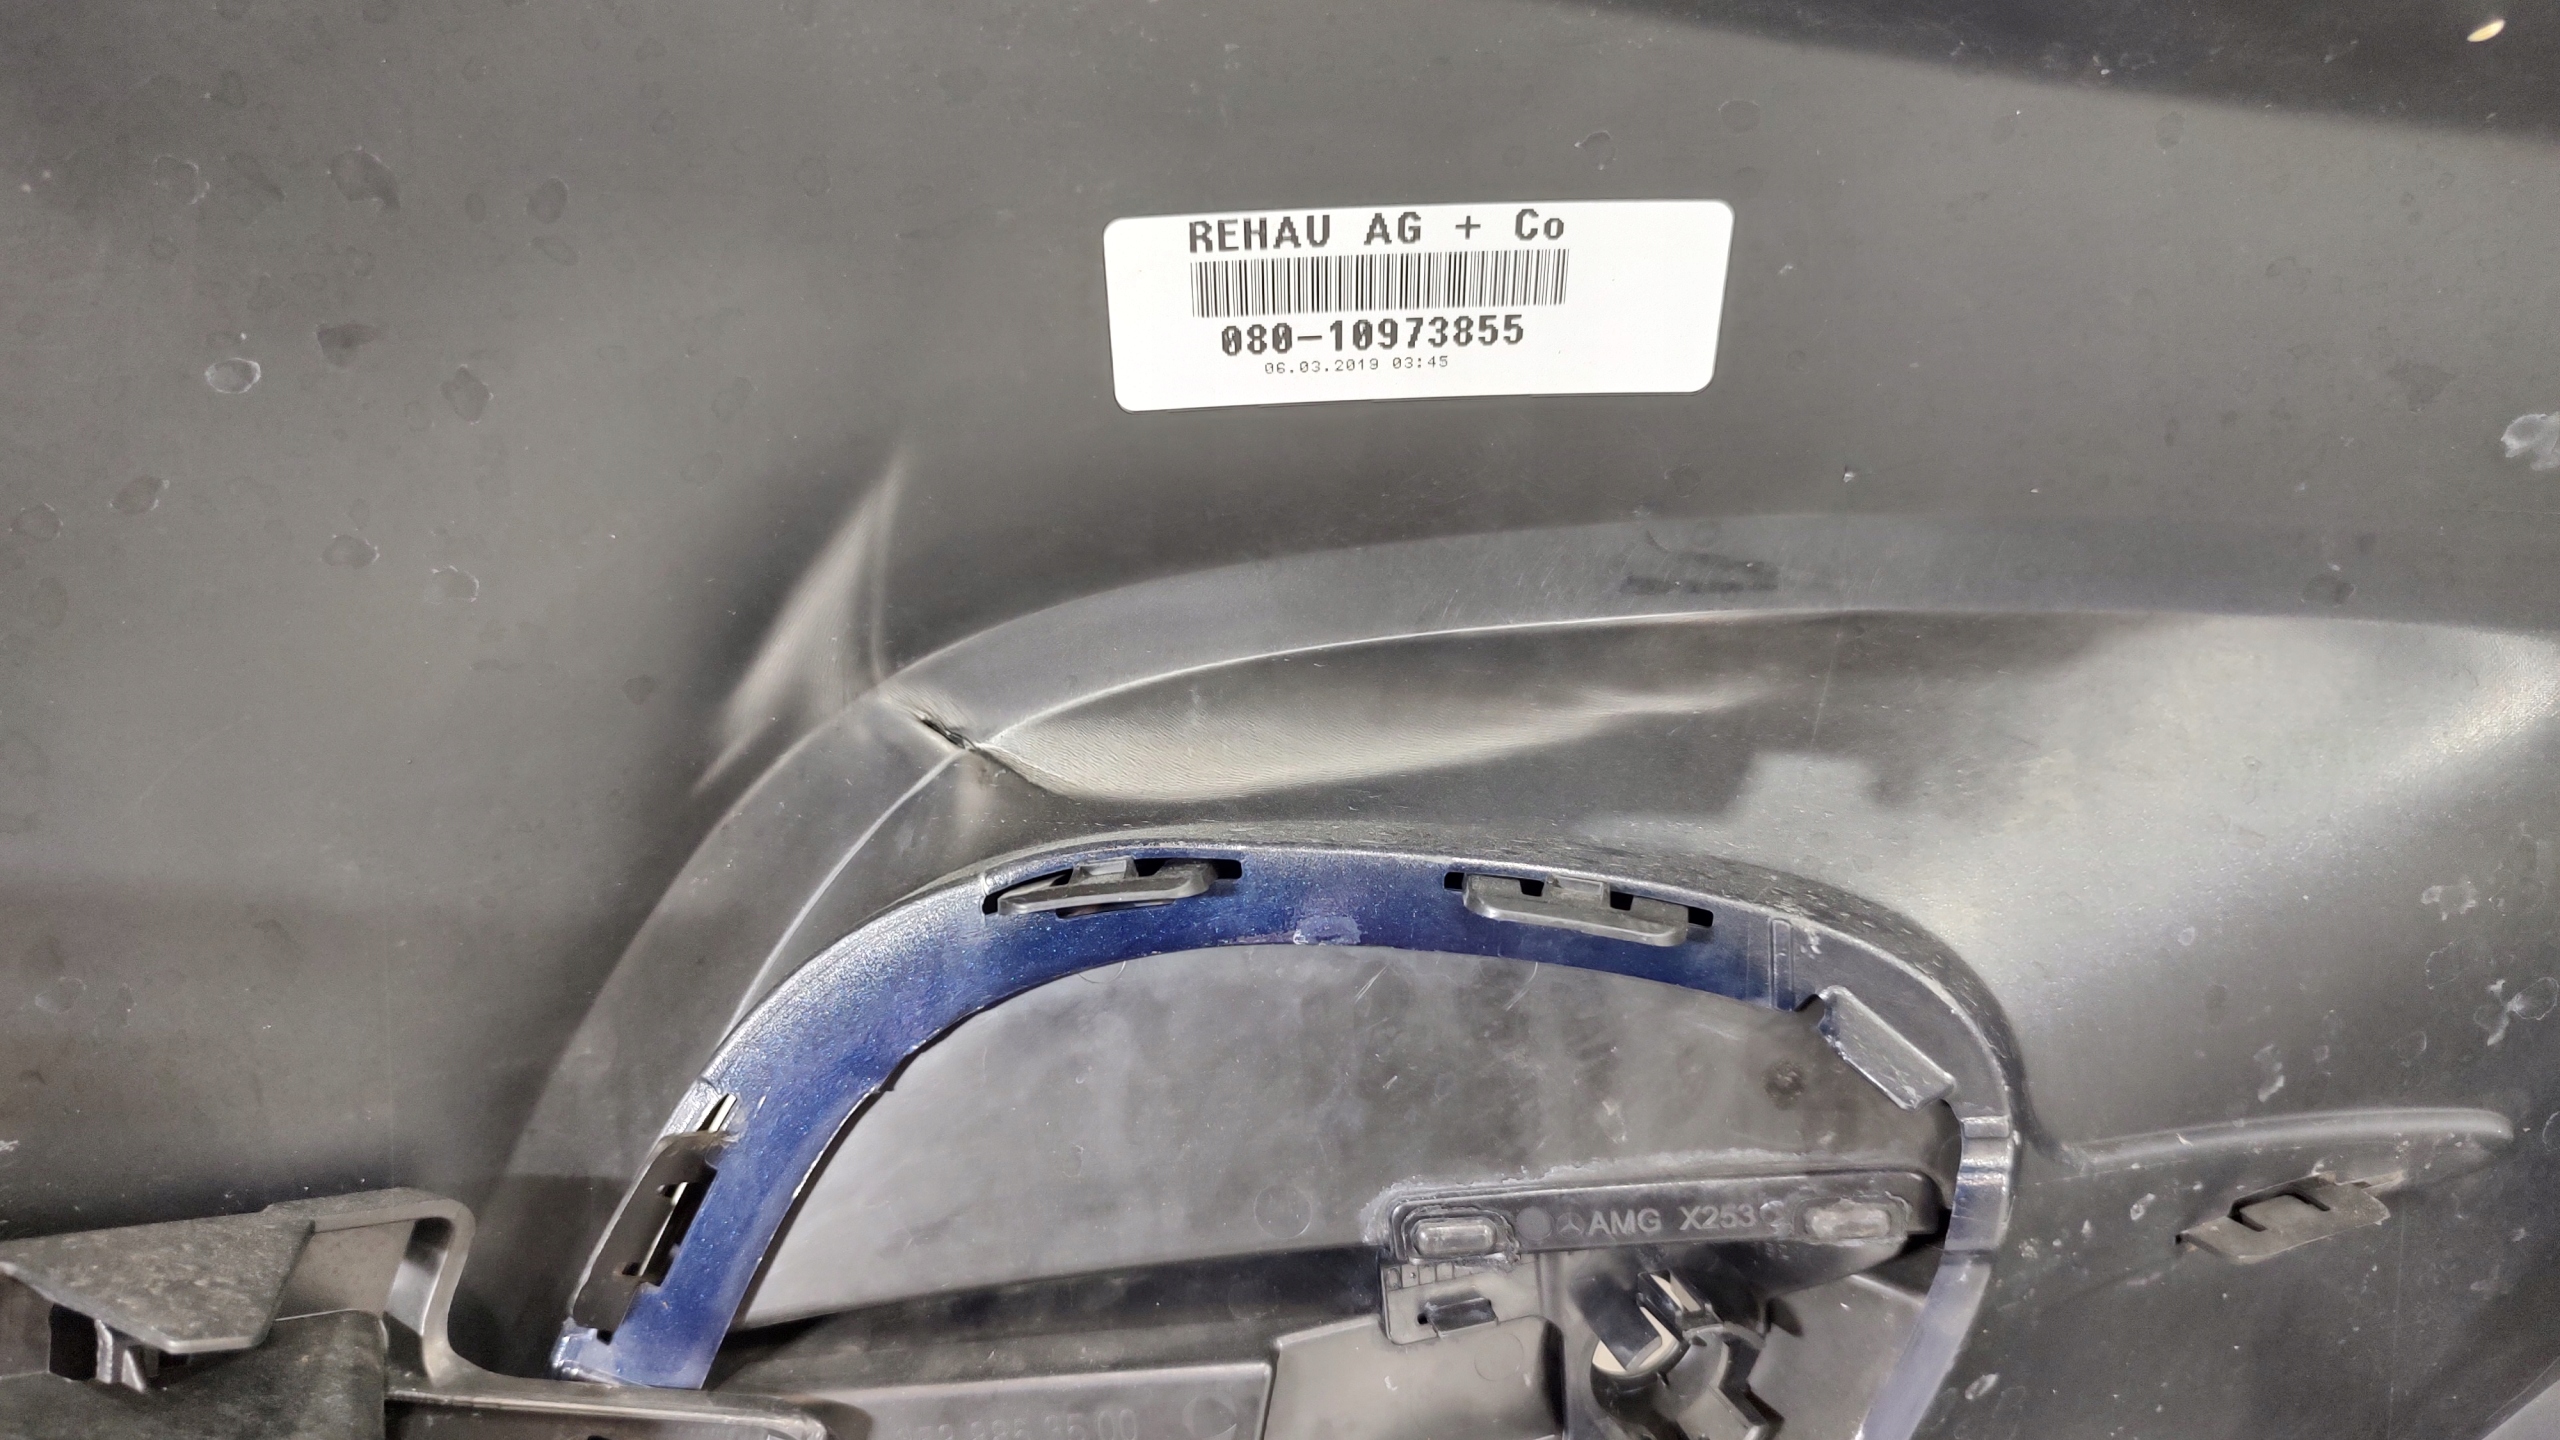 REHAU AG + Co
080-10973855
06.03.2019 03:45
AMG X253